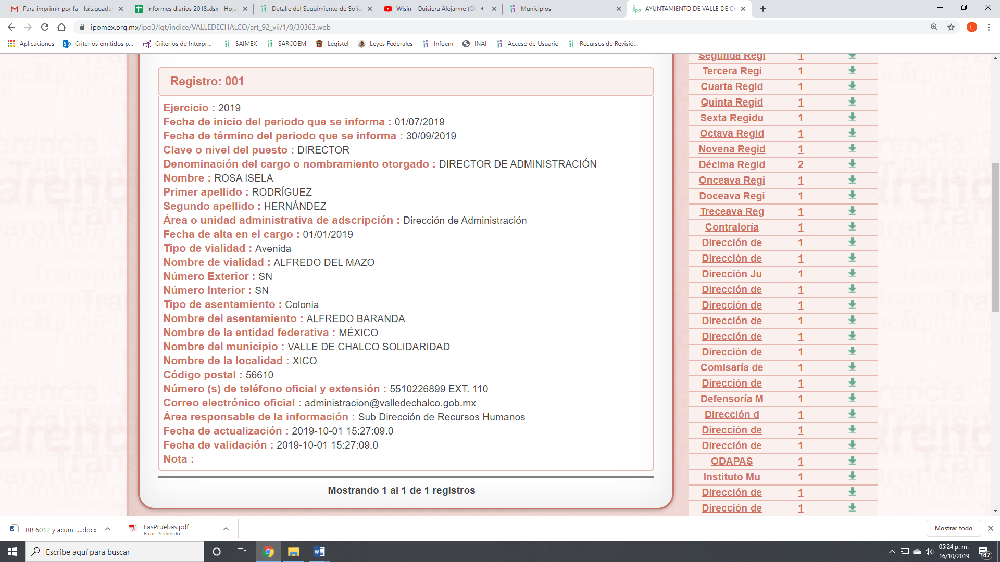 Para imprimir por fa - luis.guadar
informes diarios 2018.xlsx - Hoja
Detalle del Seguimiento de Solici
Wisin - Quisiera Alejarme (Of
Municipios
AYUNTAMIENTO DE VALLE DE CH
ipomex.org.mx/ipo3/lgt/indice/VALLEDECHALCO/art_92_vii/1/0/30363.web
L
Aplicaciones
Criterios emitidos p...
Criterios de Interpr...
SAIMEX
SARCOEM
Legistel
Leyes Federales
Infoem
INAI
Acceso de Usuario
Recursos de Revisió...
Registro: 001
Ejercicio : 2019
Fecha de inicio del periodo que se informa : 01/07/2019
Fecha de término del periodo que se informa : 30/09/2019
Clave o nivel del puesto : DIRECTOR
Denominación del cargo o nombramiento otorgado : DIRECTOR DE ADMINISTRACIÓN
Nombre : ROSA ISELA
Primer apellido : RODRÍGUEZ
Segundo apellido : HERNÁNDEZ
Área o unidad administrativa de adscripción : Dirección de Administración
Fecha de alta en el cargo : 01/01/2019
Tipo de vialidad : Avenida
Nombre de vialidad : ALFREDO DEL MAZO
Número Exterior : SN
Número Interior : SN
Tipo de asentamiento : Colonia
Nombre del asentamiento : ALFREDO BARANDA
Nombre de la entidad federativa : MÉXICO
Nombre del municipio : VALLE DE CHALCO SOLIDARIDAD
Nombre de la localidad : XICO
Código postal : 56610
Número (s) de teléfono oficial y extensión : 5510226899 EXT. 110
Correo electrónico oficial : administracion@valledechalco.gob.mx
Área responsable de la información : Sub Dirección de Recursos Humanos
Fecha de actualización : 2019-10-01 15:27:09.0
Fecha de validación : 2019-10-01 15:27:09.0
Nota :
Mostrando 1 al 1 de 1 registros
Segunda Regi 1
Tercera Regí 1
Cuarta Regid 1
Quinta Regid 1
Sexta Regidu 1
Octava Regid 1
Novena Regid 1
Décima Regid 2
Onceava Regi 1
Doceava Regi 1
Treceava Reg 1
Contraloría 1
Dirección de 1
Dirección de 1
Dirección Ju 1
Dirección de 1
Dirección de 1
Dirección de 1
Dirección de 1
Dirección de 1
Comisaría de 1
Dirección de 1
Defensoría M 1
Dirección d 1
Dirección de 1
Dirección de 1
ODAPAS 1
Instituto Mu 1
Dirección de 1
Dirección de 1
RR 6012 y acum-....docx
LasPruebas.pdf
Error: Prohibido
Mostrar todo
Escribe aquí para buscar
05:24 p. m.
16/10/2019
47